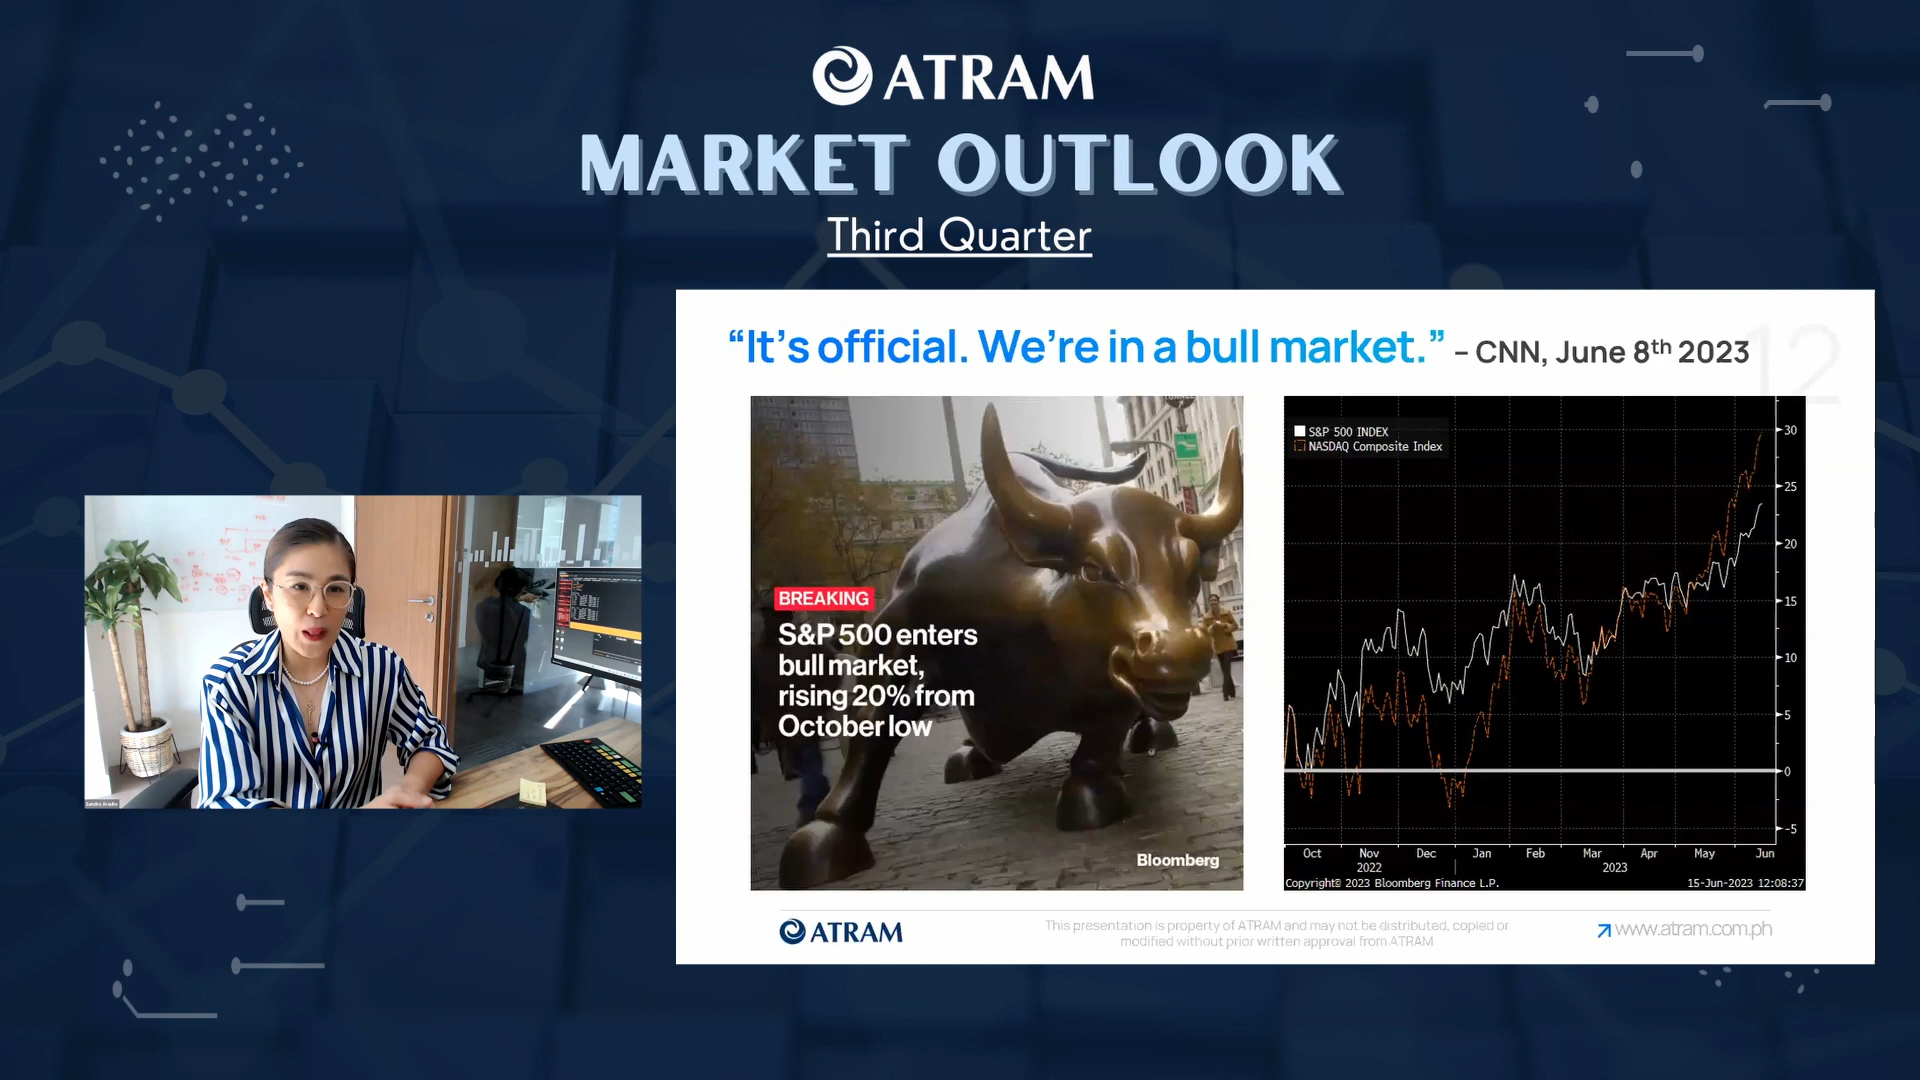 ATRAM
MARKET OUTLOOK
Third Quarter
“It’s official. We’re in a bull market.” – CNN, June 8th 2023
12
BREAKING
S&P 500 enters
bull market,
rising 20% from
October low
Bloomberg
S&P 500 INDEX
NASDAQ Composite Index
30
25
20
15
10
5
0
-5
Oct Nov Dec Jan Feb Mar Apr May Jun
2022 2023
Copyright© 2023 Bloomberg Finance L.P. 15-Jun-2023 12:08:37
ATRAM
This presentation is property of ATRAM and may not be distributed, copied or
modified without prior written approval from ATRAM
www.atram.com.ph